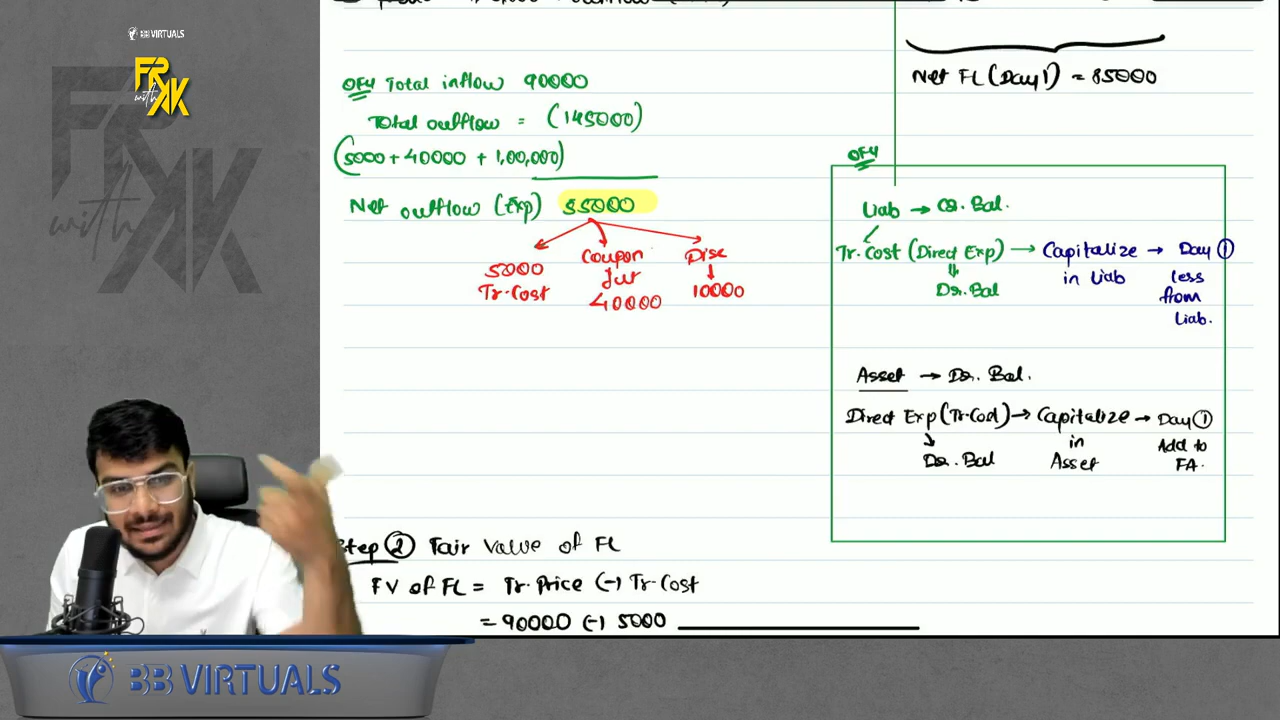 BB VIRTUALS
FR
with
AK
FR
with
AK
Net FL (Day 1) = 85000
OFY Total inflow 90000
Total outflow = (145000)
(5000 + 40000 + 1,00,000)
Net outflow (Exp) 55000
5000
Tr. Cost
Coupon
Int
40000
Disc
10000
OFY
Liab → Cr. Bal.
Tr. Cost (Direct Exp) → Capitalize → Day ①
in Liab
less
from
Liab.
Dr. Bal
Asset → Dr. Bal.
Direct Exp (Tr. Cost) → Capitalize → Day ①
in
Asset
Add to
FA.
Dr. Bal
Step ② Fair Value of FL
FV of FL = Tr. Price (-) Tr. Cost
= 90000 (-) 5000
BB VIRTUALS